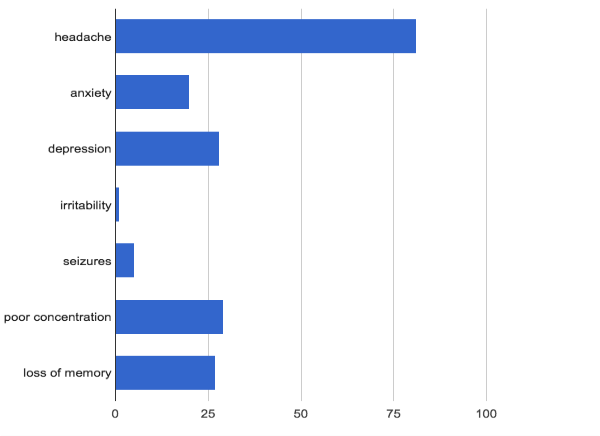 headache
anxiety
depression
irritability
seizures
poor concentration
loss of memory
0 25 50 75 100